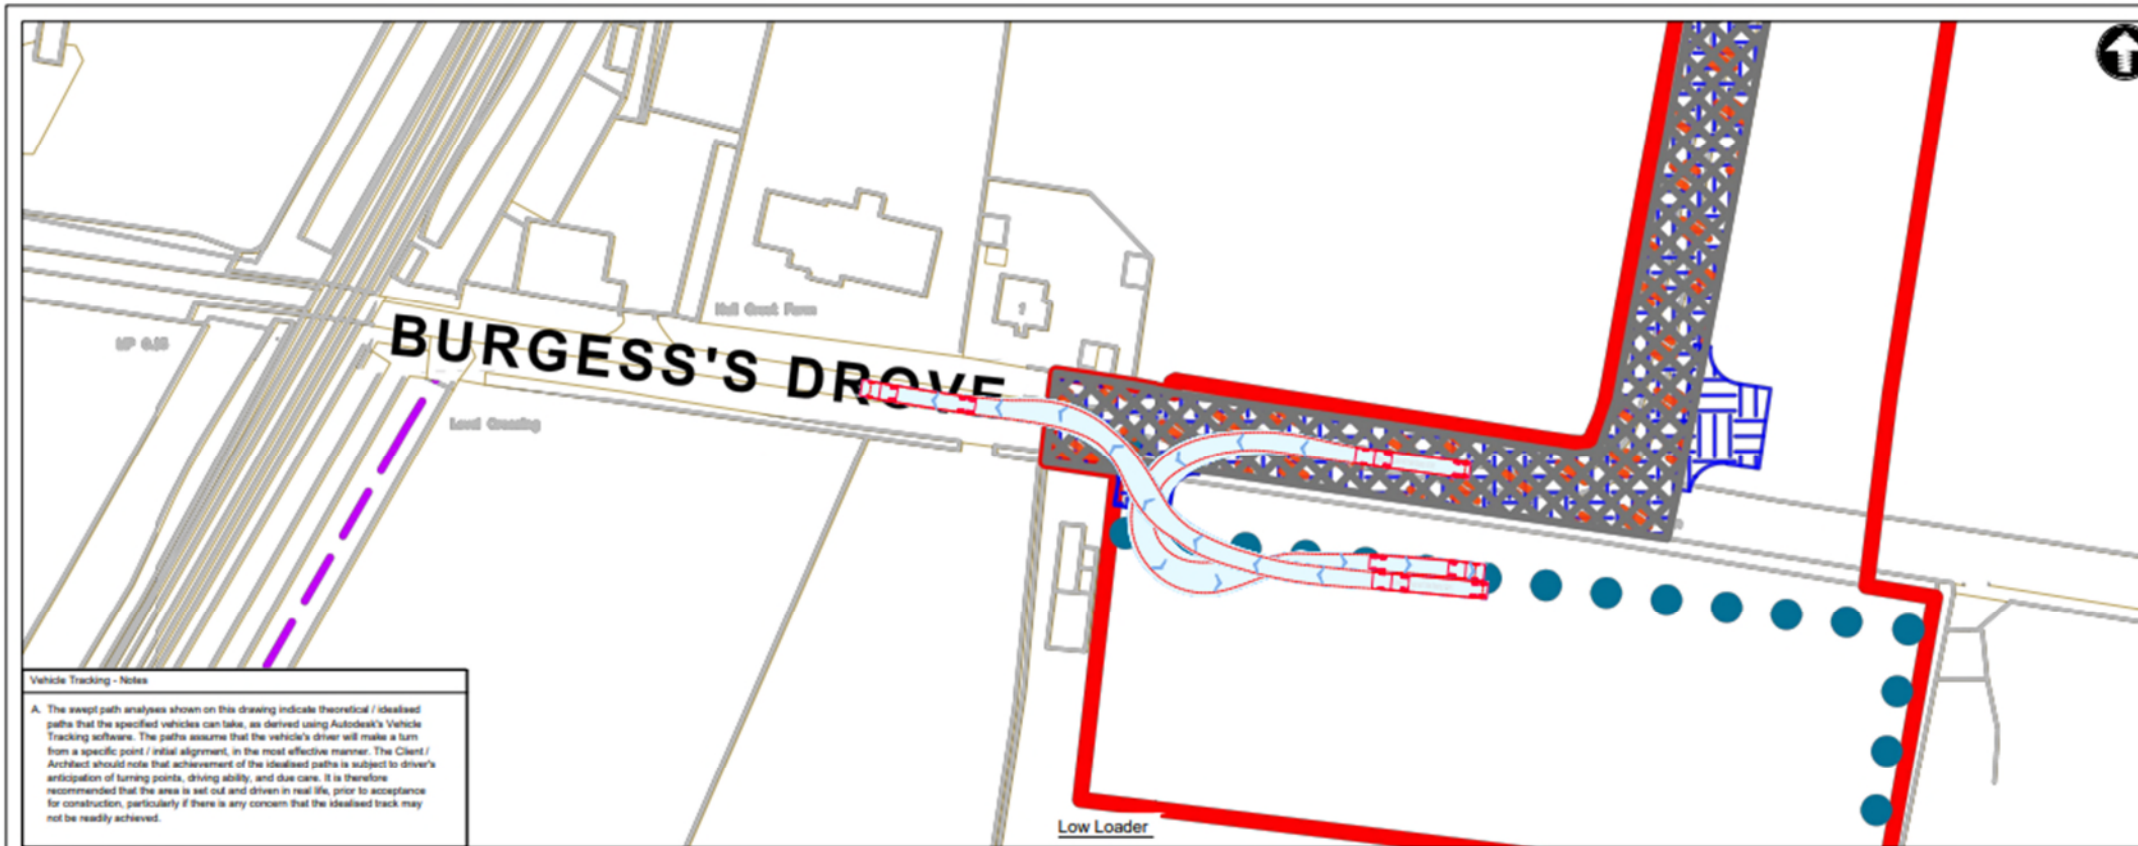 BURGESS'S DROVE
Level Crossing
Vehicle Tracking - Notes
A. The swept path analyses shown on this drawing indicate theoretical / idealised
paths that the specified vehicles can take, as derived using Autodesk's Vehicle
Tracking software. The paths assume that the vehicle's driver will make a turn
from a specific point / initial alignment, in the most effective manner. The Client /
Architect should note that achievement of the idealised paths is subject to driver's
anticipation of turning points, driving ability, and due care. It is therefore
recommended that the area is set out and driven in real life, prior to acceptance
for construction, particularly if there is any concern that the idealised track may
not be readily achieved.
Low Loader